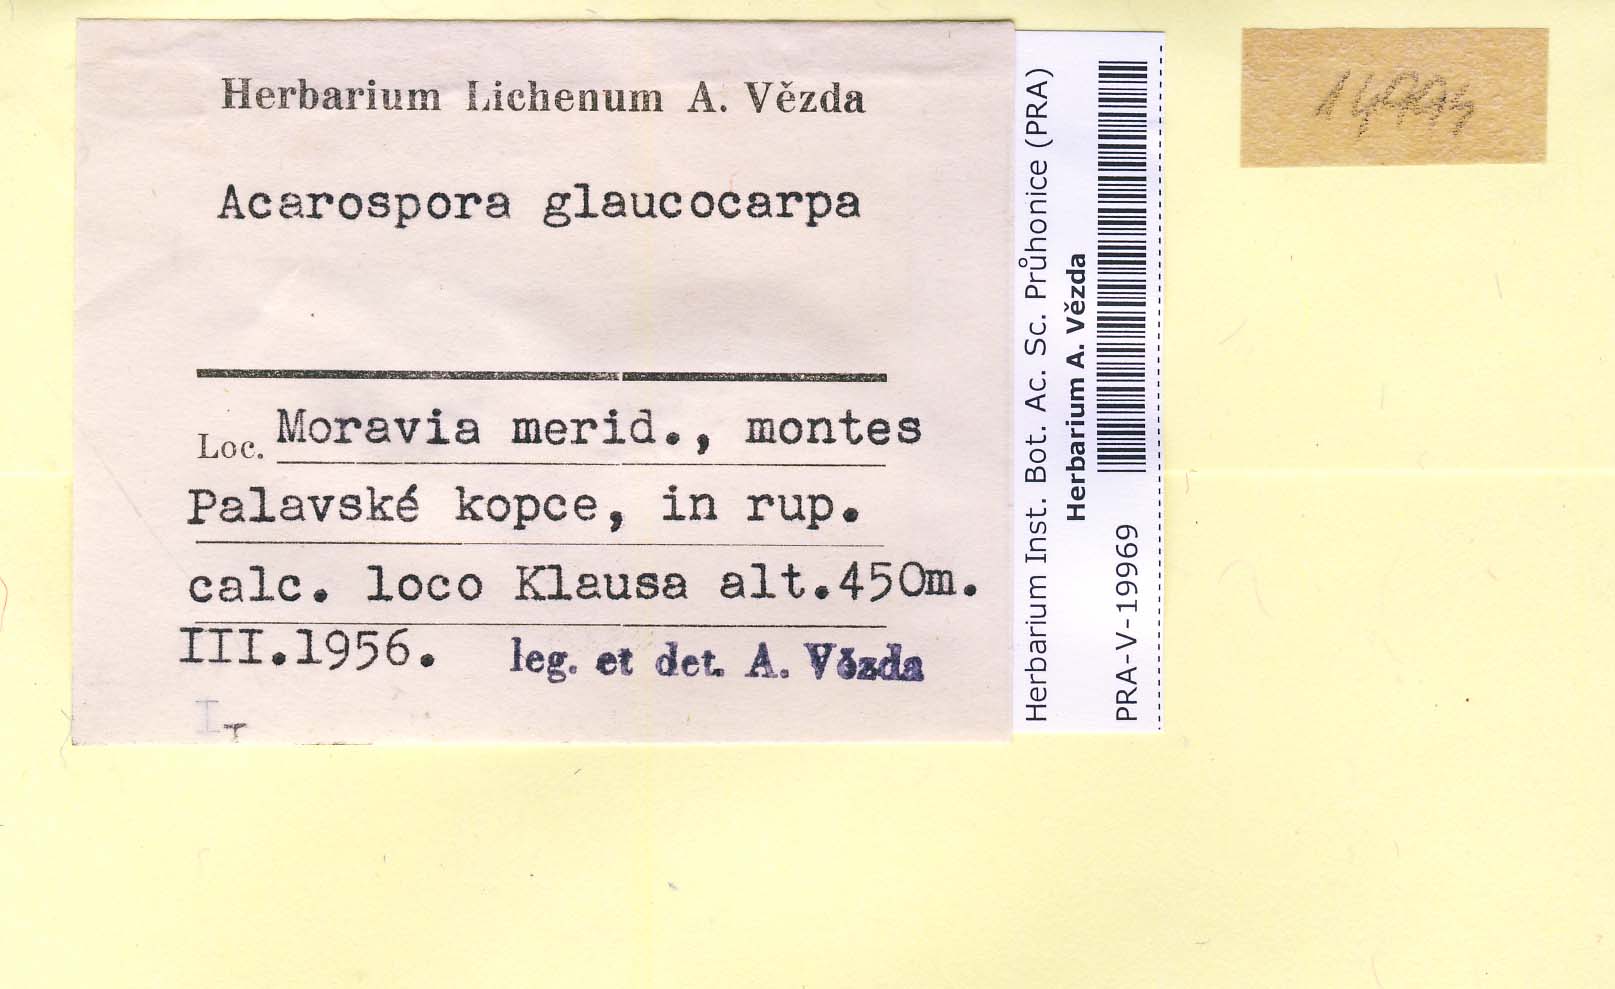 Herbarium Lichenum A. Vězda
Acarospora glaucocarpa
Loc. Moravia merid., montes
Palavské kopce, in rup.
calc. loco Klausa alt.450m.
III.1956. leg. et det. A. Vězda
Herbarium Inst. Bot. Ac. Sc. Průhonice (PRA)
Herbarium A. Vězda
PRA-V-19969